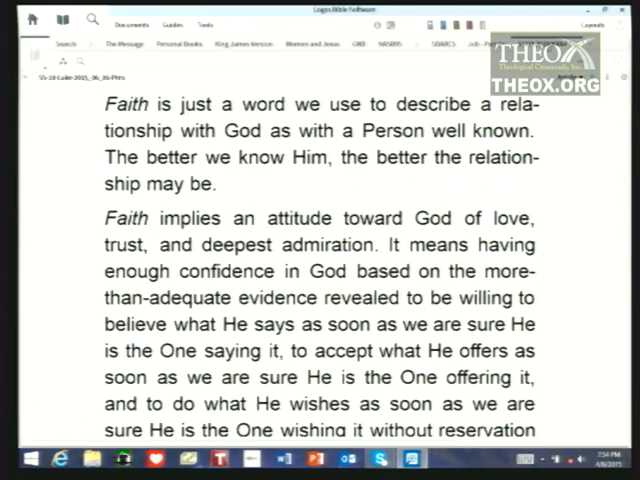 Logos Bible Software
Documents Guides Tools
Layouts
Search The Message Personal Books King James Version Women and Jesus GNB NASB95 SDABC5
THEOX
Theological Crossroads, Inc.
THEOX.ORG
Faith is just a word we use to describe a rela-
tionship with God as with a Person well known.
The better we know Him, the better the relation-
ship may be.
Faith implies an attitude toward God of love,
trust, and deepest admiration. It means having
enough confidence in God based on the more-
than-adequate evidence revealed to be willing to
believe what He says as soon as we are sure He
is the One saying it, to accept what He offers as
soon as we are sure He is the One offering it,
and to do what He wishes as soon as we are
sure He is the One wishing it without reservation
7:54 PM
4/6/2015